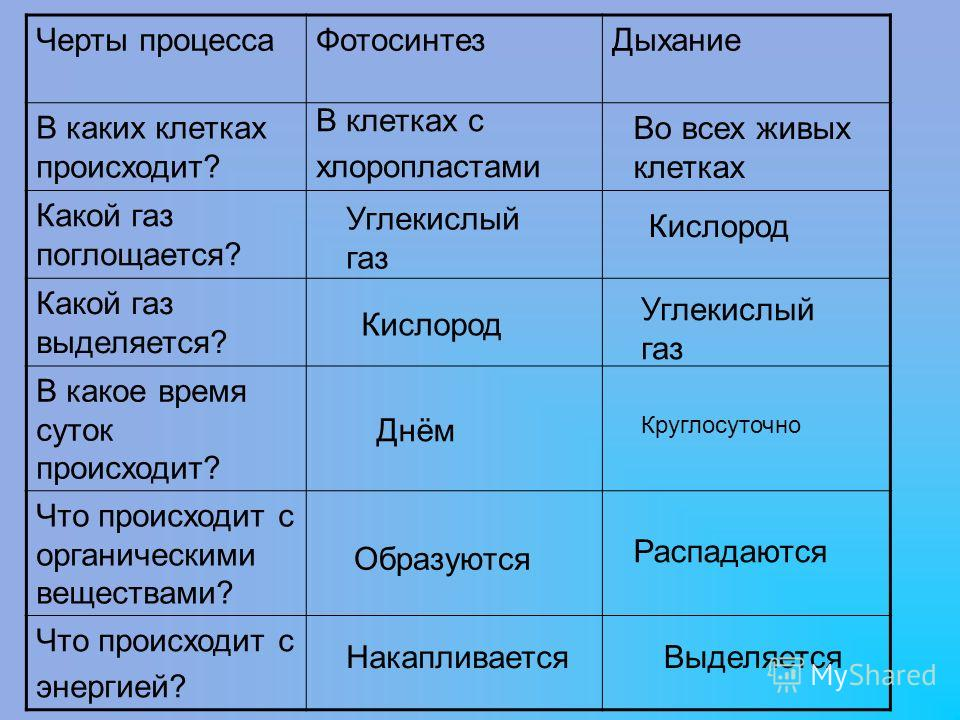 Черты процесса
Фотосинтез
Дыхание
В каких клетках
происходит?
В клетках с
хлоропластами
Во всех живых
клетках
Какой газ
поглощается?
Углекислый
газ
Кислород
Какой газ
выделяется?
Кислород
Углекислый
газ
В какое время
суток
происходит?
Днём
Круглосуточно
Что происходит с
органическими
веществами?
Образуются
Распадаются
Что происходит с
энергией?
Накапливается
Выделяется
MyShared